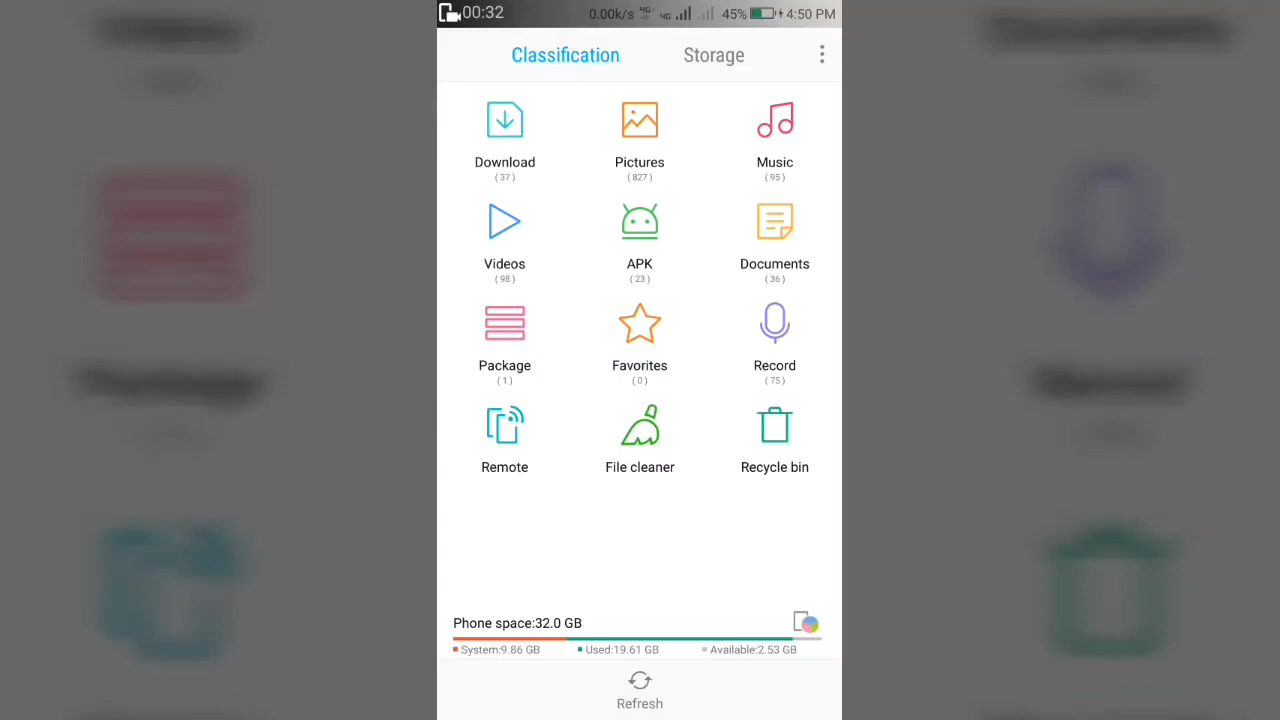 00:32 0.00k/s 4G 4G 45% 4:50 PM
Classification Storage
Download Pictures Music
(37) (827) (95)
Videos APK Documents
(98) (23) (36)
Package Favorites Record
(1) (0) (75)
Remote File cleaner Recycle bin
Phone space:32.0 GB
System:9.86 GB Used:19.61 GB Available:2.53 GB
Refresh